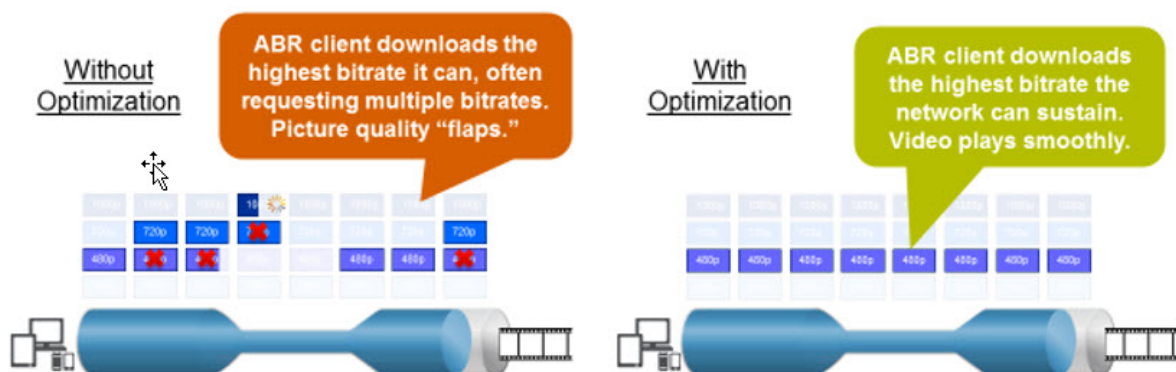 Without
Optimization
ABR client downloads the
highest bitrate it can, often
requesting multiple bitrates.
Picture quality “flaps.”
720p 720p 720p
480p 480p 480p
With
Optimization
ABR client downloads
the highest bitrate the
network can sustain.
Video plays smoothly.
480p 480p 480p 480p 480p 480p 480p 480p